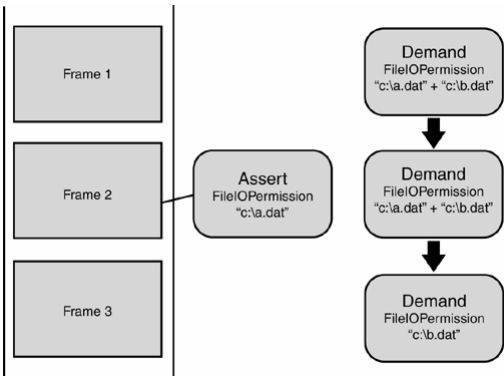 Frame 1
Frame 2
Frame 3
Assert
FileIOPermission
“c:\a.dat”
Demand
FileIOPermission
“c:\a.dat” + “c:\b.dat”
Demand
FileIOPermission
“c:\a.dat” + “c:\b.dat”
Demand
FileIOPermission
“c:\b.dat”